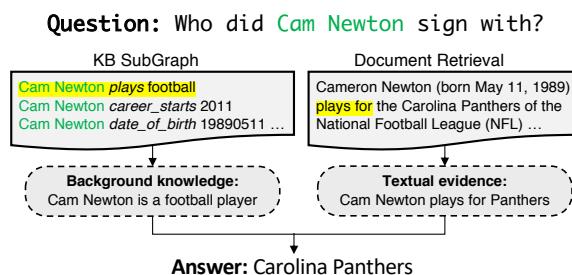 Question: Who did Cam Newton sign with?
KB SubGraph
Cam Newton plays football
Cam Newton career_starts 2011
Cam Newton date_of_birth 19890511 ...
Document Retrieval
Cameron Newton (born May 11, 1989)
plays for the Carolina Panthers of the
National Football League (NFL) ...
Background knowledge:
Cam Newton is a football player
Textual evidence:
Cam Newton plays for Panthers
Answer: Carolina Panthers